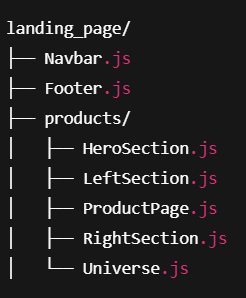 landing_page/
├── Navbar.js
├── Footer.js
├── products/
│   ├── HeroSection.js
│   ├── LeftSection.js
│   ├── ProductPage.js
│   ├── RightSection.js
│   └── Universe.js